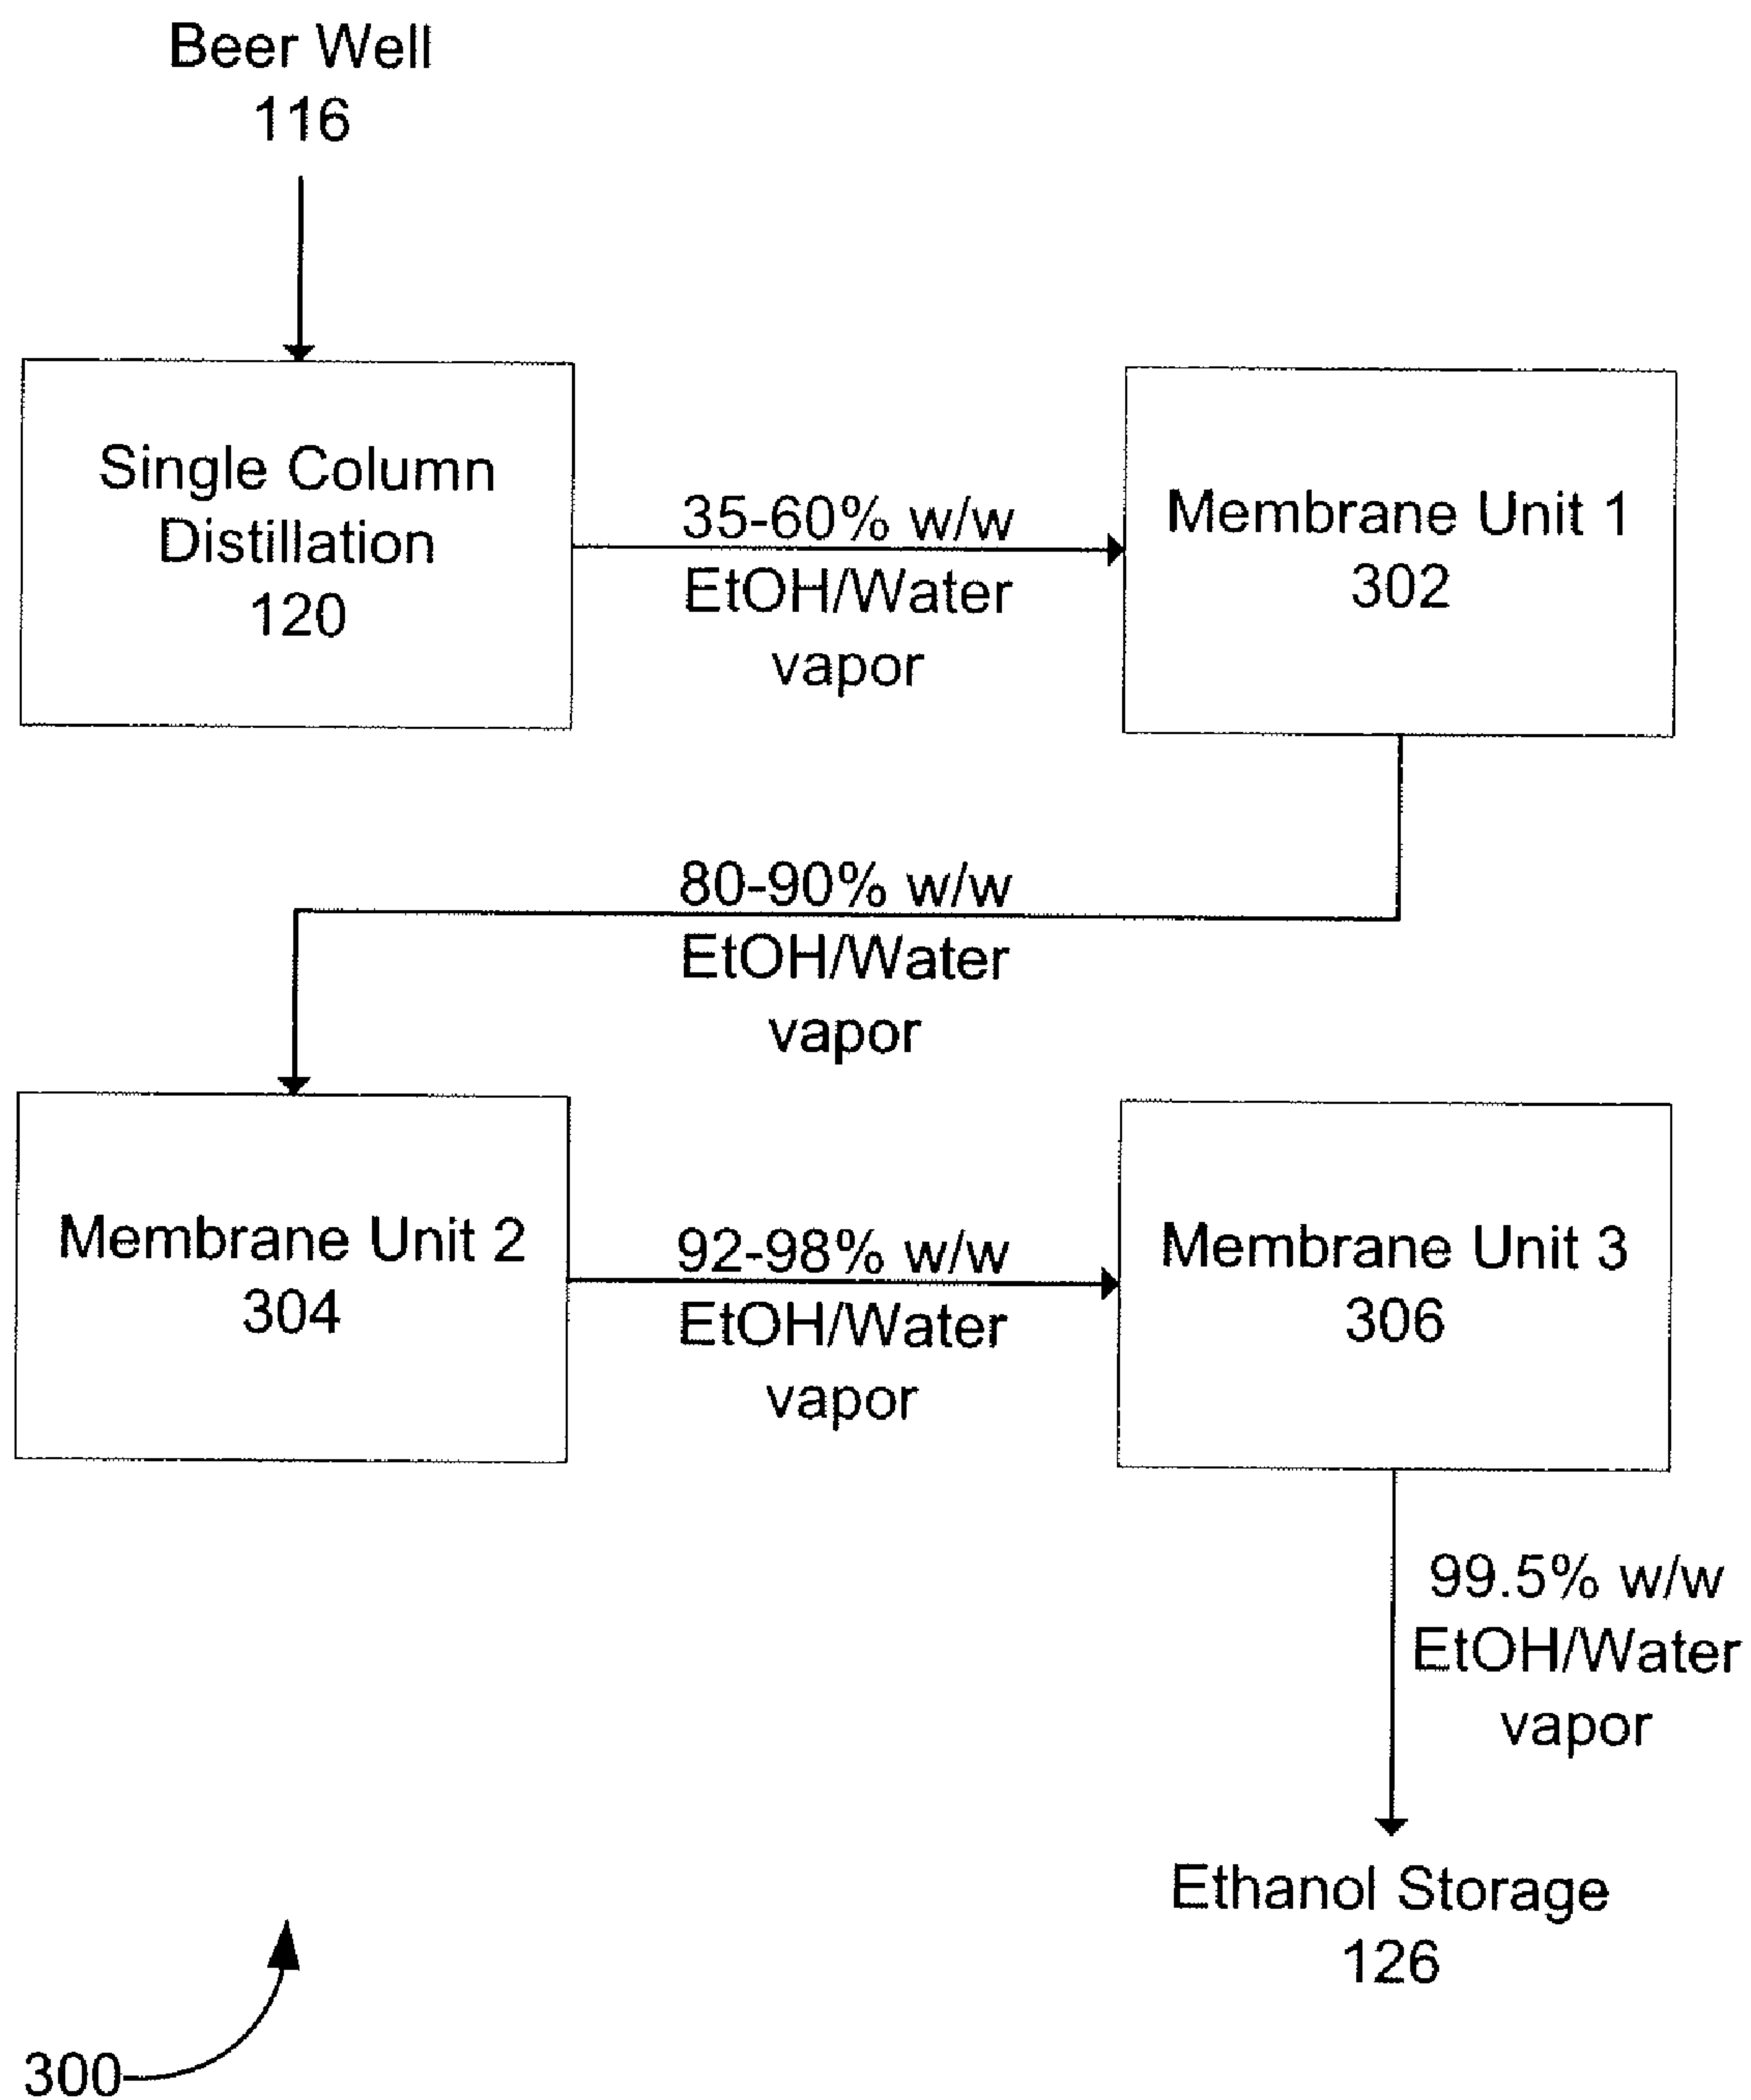 Beer Well
116
Single Column
Distillation
120
35-60% w/w
EtOH/Water
vapor
Membrane Unit 1
302
80-90% w/w
EtOH/Water
vapor
Membrane Unit 2
304
92-98% w/w
EtOH/Water
vapor
Membrane Unit 3
306
99.5% w/w
EtOH/Water
vapor
Ethanol Storage
126
300